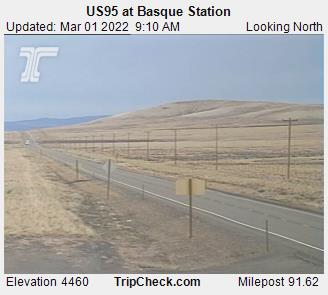 US95 at Basque Station
Updated: Mar 01 2022 9:10 AM Looking North
Elevation 4460 TripCheck.com Milepost 91.62